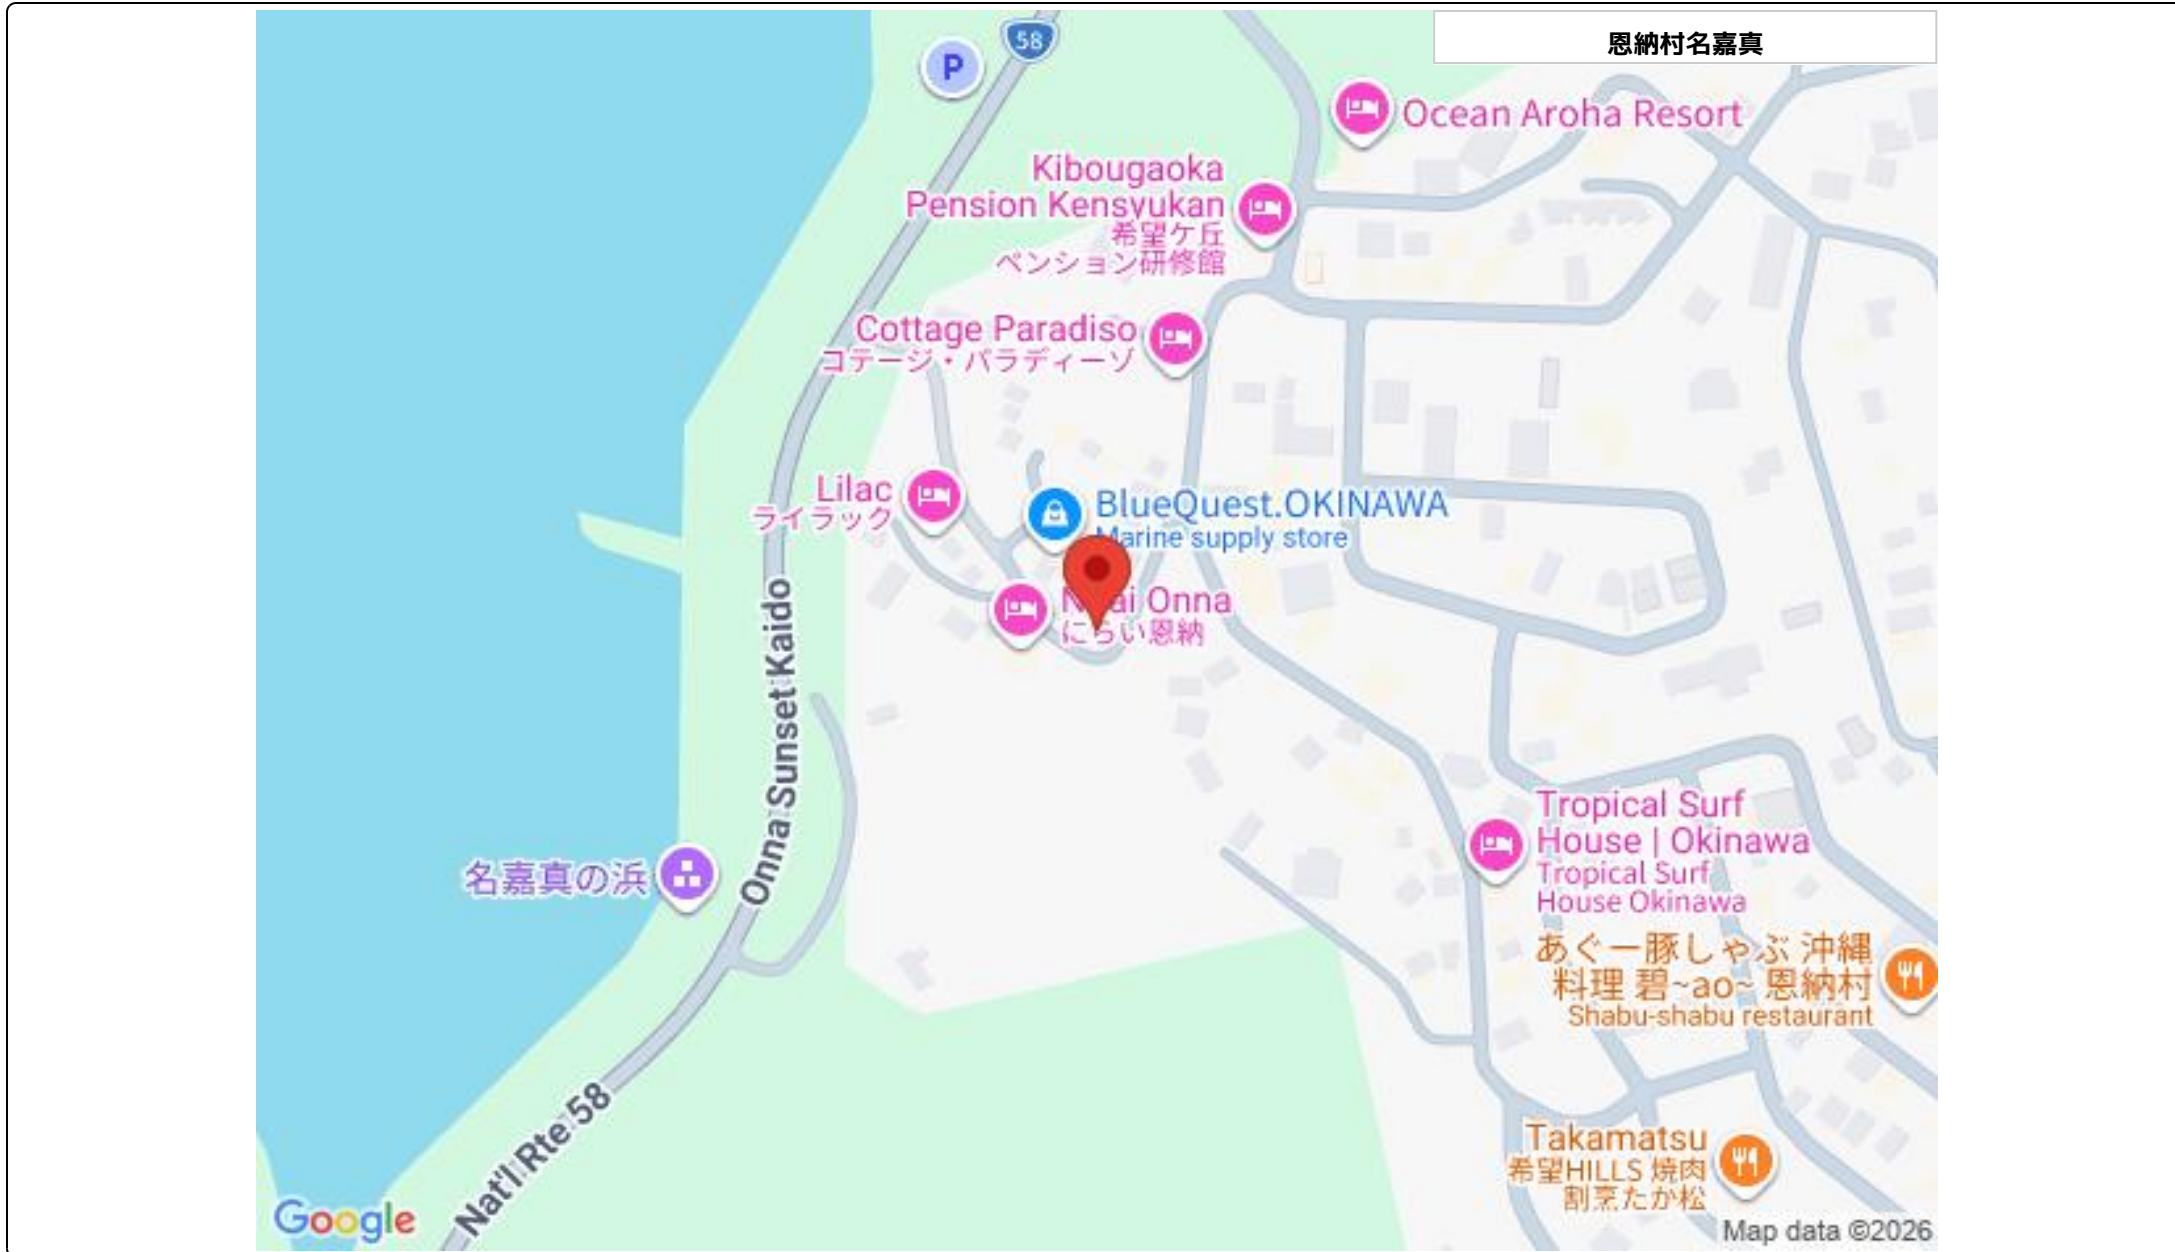 恩納村名嘉真
58
P
Ocean Aroha Resort
Kibougaoka
Pension Kensyukan
希望ケ丘
ペンション研修館
Cottage Paradiso
コテージ・パラディーゾ
Lilac
ライラック
BlueQuest.OKINAWA
Marine supply store
Onna
にらい恩納
Onna Sunset Kaido
名嘉真の浜
Tropical Surf
House | Okinawa
Tropical Surf
House Okinawa
あぐー豚しゃぶ 沖縄
料理 碧~ao~ 恩納村
Shabu-shabu restaurant
Nat'l Rte 58
Takamatsu
希望HILLS 焼肉
割烹たか松
Google
Map data ©2026